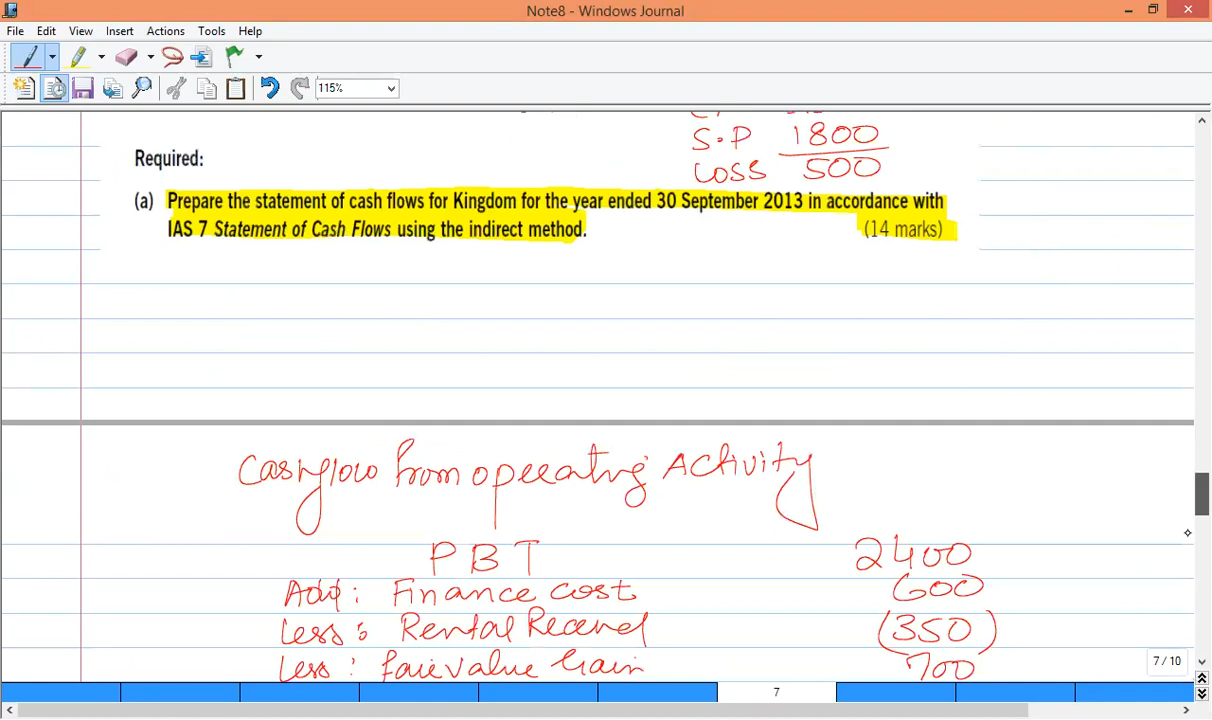 Note8 - Windows Journal
File Edit View Insert Actions Tools Help
115%
S.P 1800
Loss 500
Required:
(a) Prepare the statement of cash flows for Kingdom for the year ended 30 September 2013 in accordance with
IAS 7 Statement of Cash Flows using the indirect method. (14 marks)
Cashflow from operating Activity
PBT 2400
Add: Finance cost 600
Less: Rental Received (350)
Less: fair value Gain 700
7 / 10
7